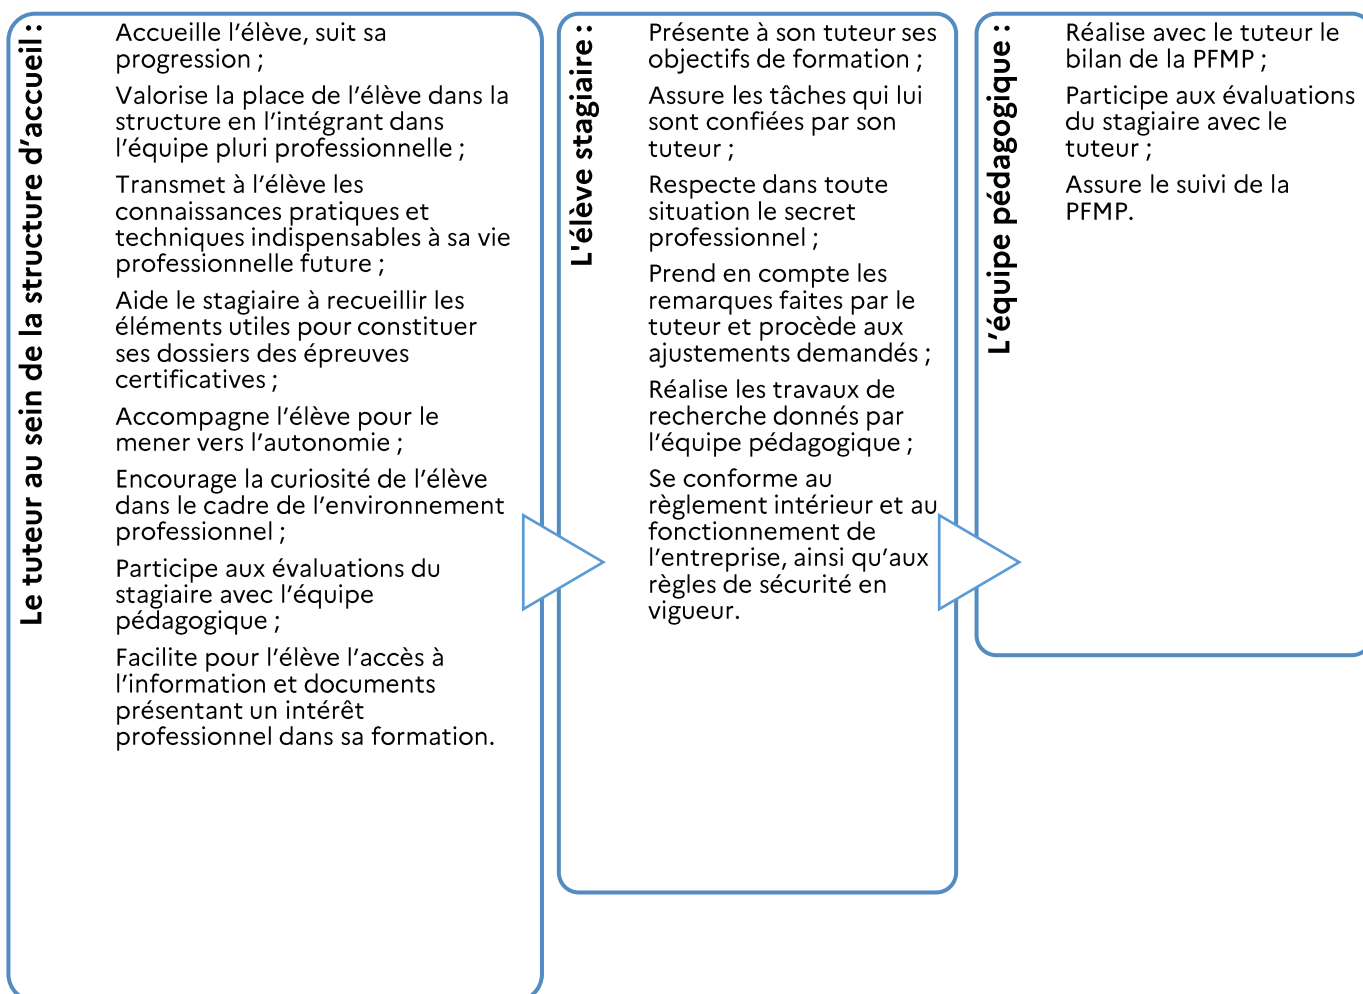 Le tuteur au sein de la structure d’accueil :
Accueille l’élève, suit sa
progression ;
Valorise la place de l’élève dans la
structure en l’intégrant dans
l’équipe pluri professionnelle ;
Transmet à l’élève les
connaissances pratiques et
techniques indispensables à sa vie
professionnelle future ;
Aide le stagiaire à recueillir les
éléments utiles pour constituer
ses dossiers des épreuves
certificatives ;
Accompagne l’élève pour le
mener vers l’autonomie ;
Encourage la curiosité de l’élève
dans le cadre de l’environnement
professionnel ;
Participe aux évaluations du
stagiaire avec l’équipe
pédagogique ;
Facilite pour l’élève l’accès à
l’information et documents
présentant un intérêt
professionnel dans sa formation.
L'élève stagiaire :
Présente à son tuteur ses
objectifs de formation ;
Assure les tâches qui lui
sont confiées par son
tuteur ;
Respecte dans toute
situation le secret
professionnel ;
Prend en compte les
remarques faites par le
tuteur et procède aux
ajustements demandés ;
Réalise les travaux de
recherche donnés par
l’équipe pédagogique ;
Se conforme au
règlement intérieur et au
fonctionnement de
l’entreprise, ainsi qu’aux
règles de sécurité en
vigueur.
L’équipe pédagogique :
Réalise avec le tuteur le
bilan de la PFMP ;
Participe aux évaluations
du stagiaire avec le
tuteur ;
Assure le suivi de la
PFMP.